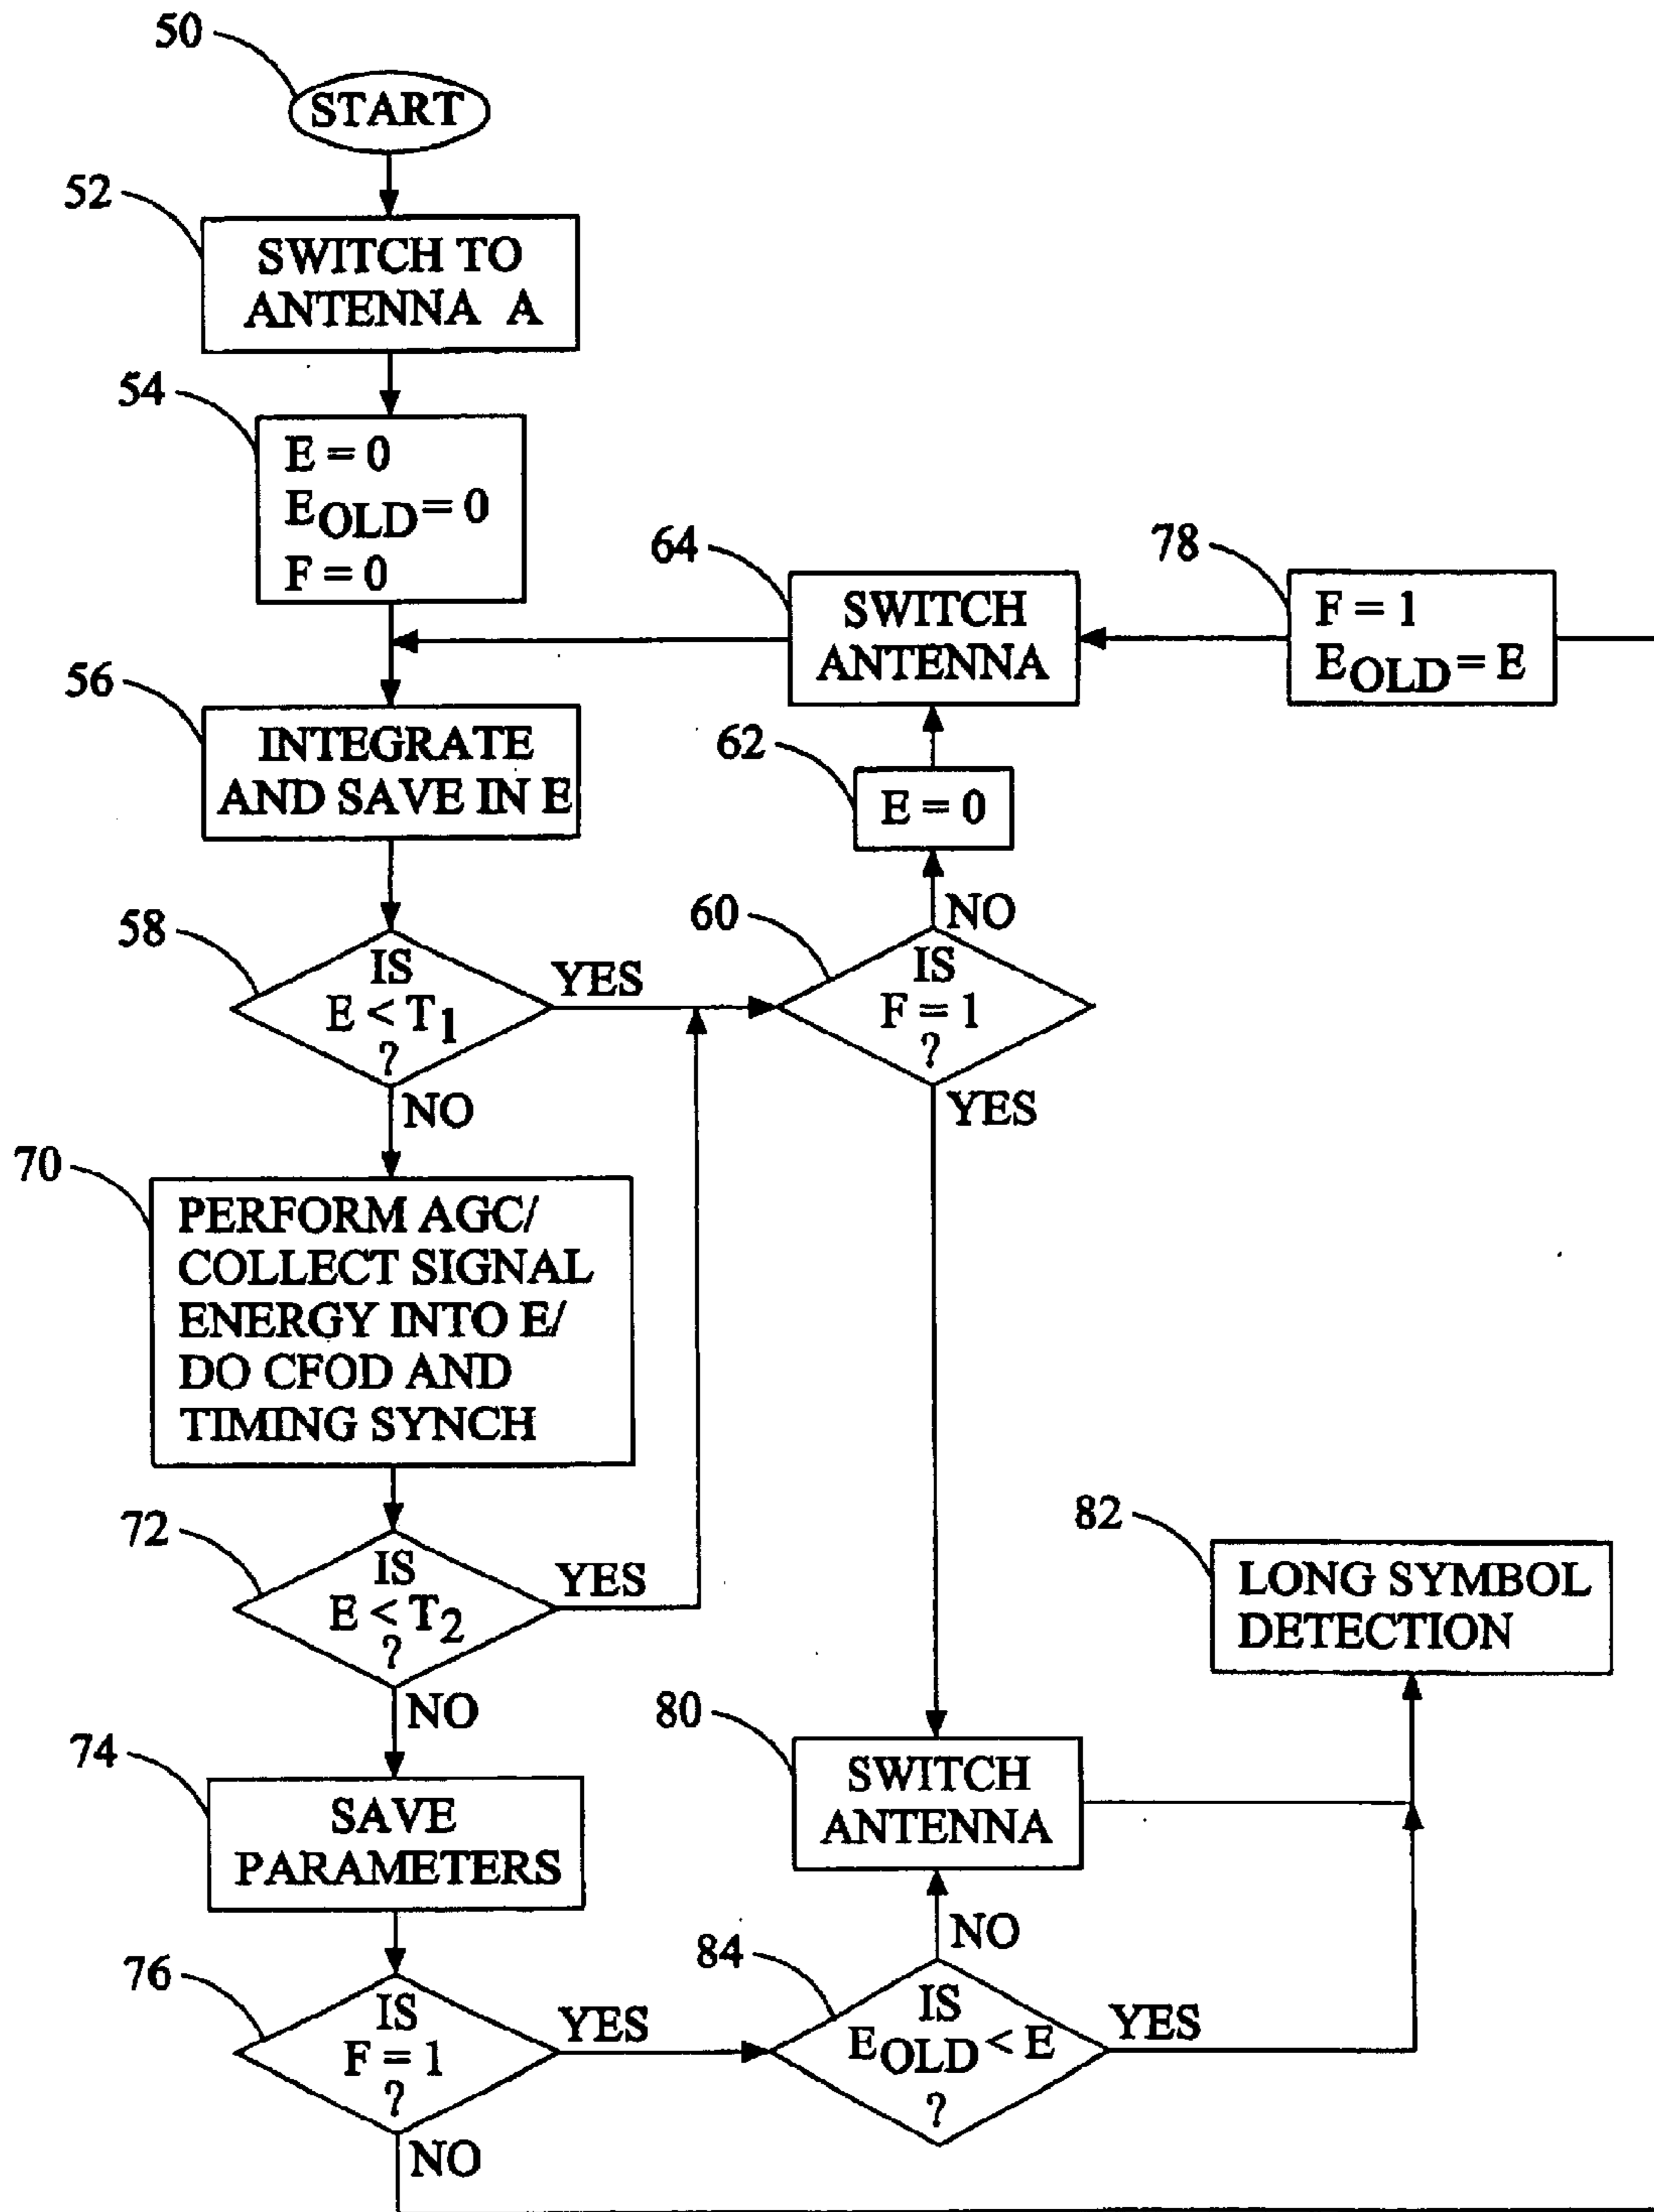 50
START
52
SWITCH TO
ANTENNA A
54
E = 0
EOLD = 0
F = 0
64
SWITCH
ANTENNA
78
F = 1
EOLD = E
56
INTEGRATE
AND SAVE IN E
62
E = 0
58
IS
E < T1
?
YES
NO
60
NO
IS
F = 1
?
YES
70
PERFORM AGC/
COLLECT SIGNAL
ENERGY INTO E/
DO CFOD AND
TIMING SYNCH
72
IS
E < T2
?
YES
NO
82
LONG SYMBOL
DETECTION
74
SAVE
PARAMETERS
80
SWITCH
ANTENNA
76
IS
F = 1
?
YES
NO
84
NO
IS
EOLD < E
?
YES